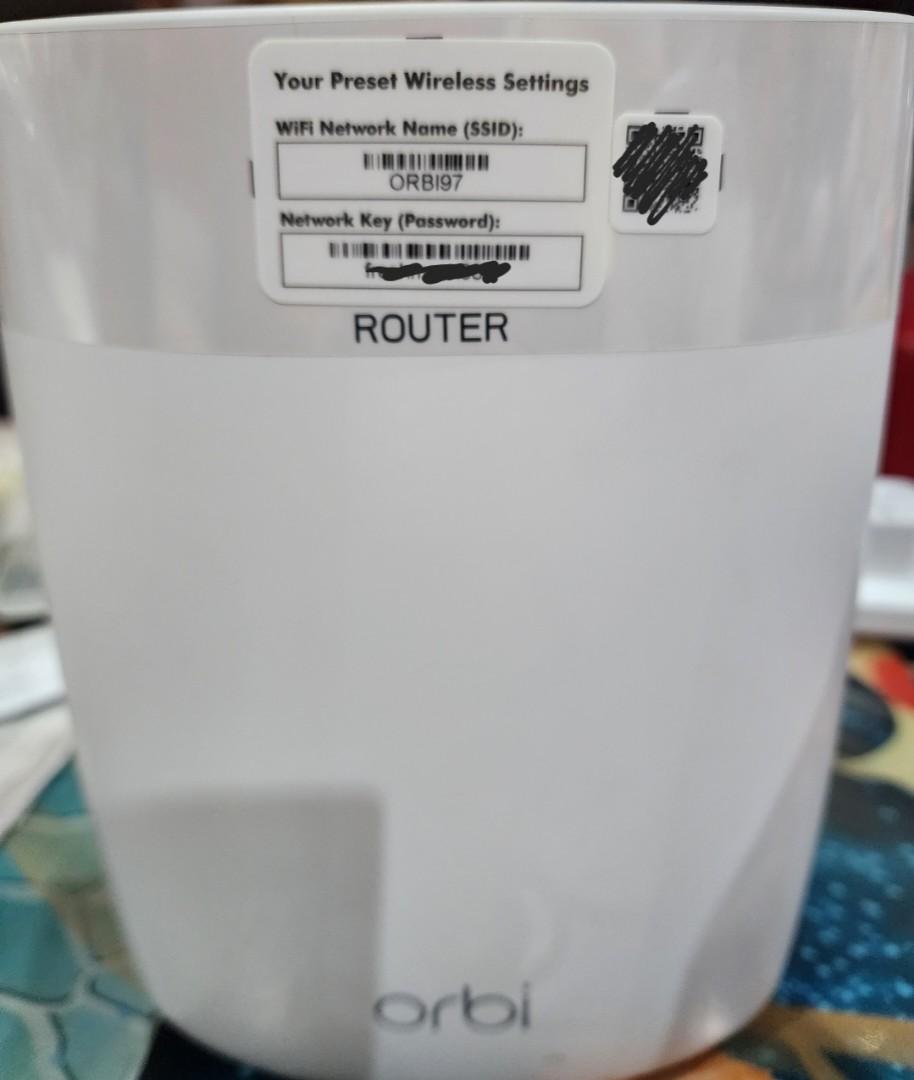 Your Preset Wireless Settings
WiFi Network Name (SSID):
ORBI97
Network Key (Password):
ROUTER
orbi